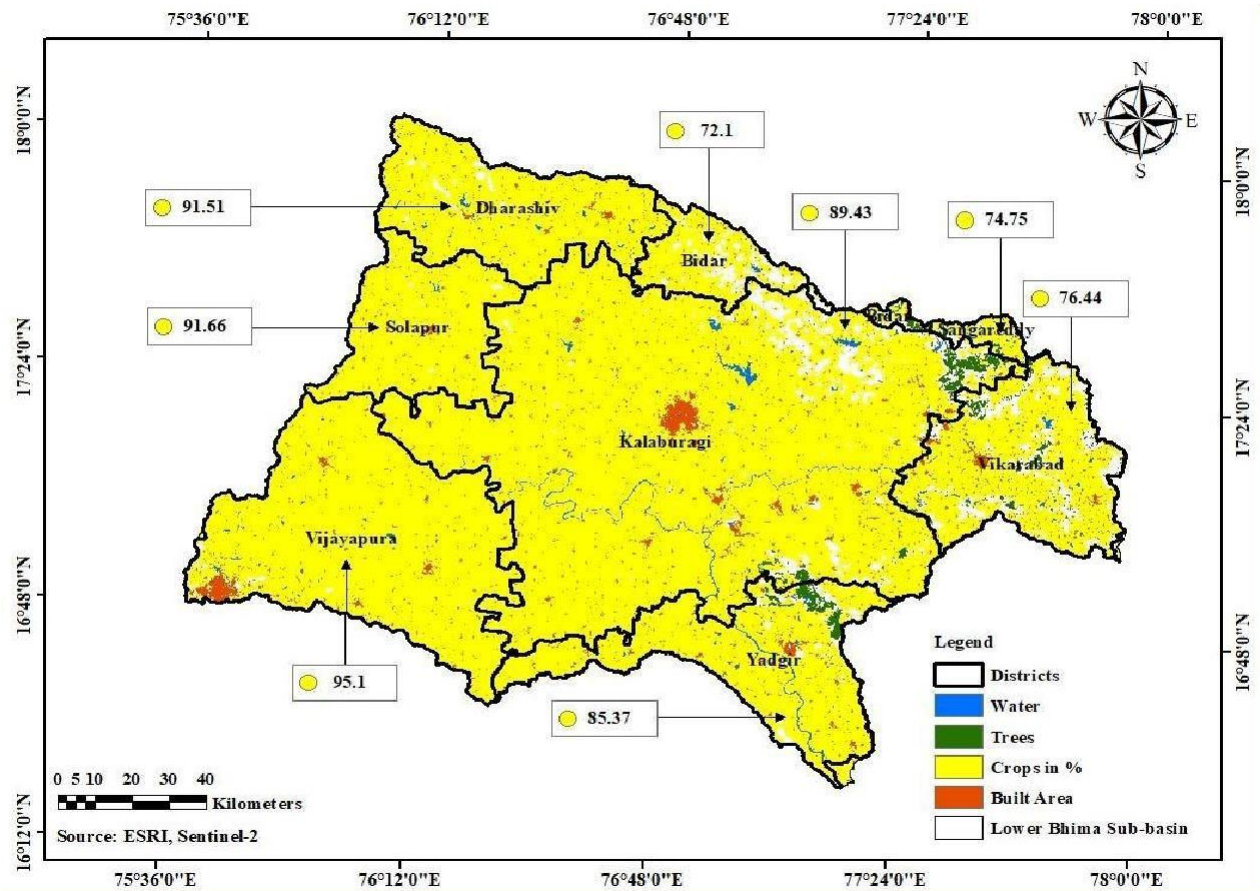 75°36'0"E 76°12'0"E 76°48'0"E 77°24'0"E 78°0'0"E
N
W E
S
18°0'0"N
18°0'0"N
72.1
91.51
Dharashiv
89.43
74.75
Bidar
76.44
91.66
Solapur
Bidar
Sangareddy
17°24'0"N
17°24'0"N
Kalaburagi
Vikarabad
Vijayapura
16°48'0"N
16°48'0"N
Yadgir
95.1
85.37
Legend
Districts
Water
Trees
Crops in %
Built Area
Lower Bhima Sub-basin
0 5 10 20 30 40
Kilometers
Source: ESRI, Sentinel-2
16°12'0"N
75°36'0"E 76°12'0"E 76°48'0"E 77°24'0"E 78°0'0"E